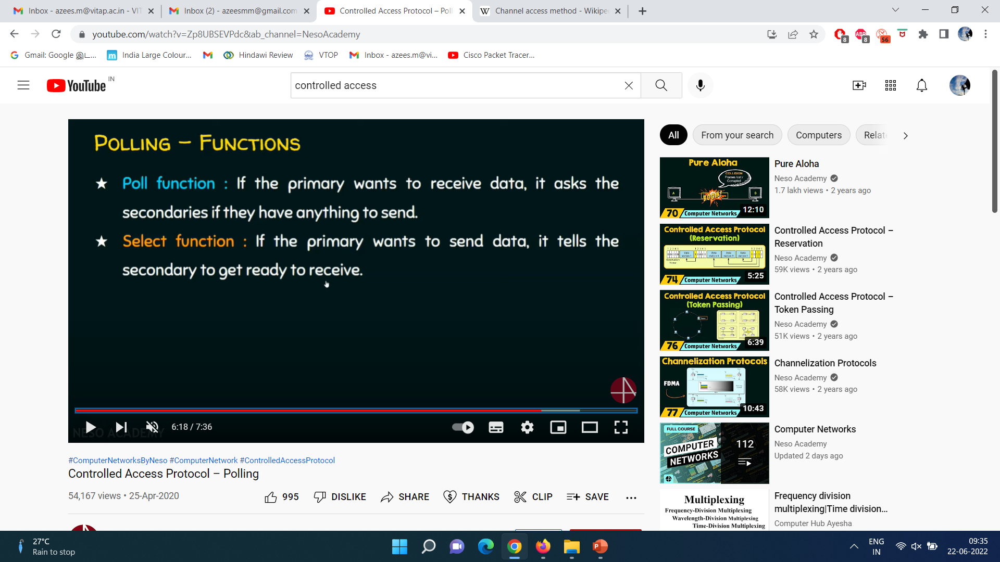 Inbox - azees.m@vitap.ac.in - VIT
Inbox (2) - azeesmm@gmail.com
Controlled Access Protocol – Poll
Channel access method - Wikipe
youtube.com/watch?v=Zp8UBSEVPdc&ab_channel=NesoAcademy
8
ABP
8
56
Gmail: Google இட...
India Large Colour...
Hindawi Review
VTOP
Inbox - azees.m@vi...
Cisco Packet Tracer...
YouTube IN
controlled access
POLLING – FUNCTIONS
★ Poll function : If the primary wants to receive data, it asks the
secondaries if they have anything to send.
★ Select function : If the primary wants to send data, it tells the
secondary to get ready to receive.
NESO ACADEMY
6:18 / 7:36
#ComputerNetworksByNeso #ComputerNetwork #ControlledAccessProtocol
Controlled Access Protocol – Polling
54,167 views • 25-Apr-2020
995
DISLIKE
SHARE
THANKS
CLIP
SAVE
All
From your search
Computers
Relate
Pure Aloha
COLLISION
Frames lost /
Corrupted
A
BOOM!
B
70 Computer Networks
12:10
Pure Aloha
Neso Academy
1.7 lakh views • 2 years ago
Controlled Access Protocol
(Reservation)
74 Computer Networks
5:25
Controlled Access Protocol –
Reservation
Neso Academy
59K views • 2 years ago
Controlled Access Protocol
(Token Passing)
76 Computer Networks
6:39
Controlled Access Protocol –
Token Passing
Neso Academy
51K views • 2 years ago
Channelization Protocols
FDMA
77 Computer Networks
10:43
Channelization Protocols
Neso Academy
58K views • 2 years ago
FULL COURSE
COMPUTER
NETWORKS
112
Computer Networks
Neso Academy
Updated 2 days ago
Multiplexing
Frequency-Division Multiplexing
Wavelength-Division Multiplexing
Time-Division Multiplexing
Frequency division
multiplexing|Time division...
Computer Hub Ayesha
27°C
Rain to stop
ENG
IN
09:35
22-06-2022